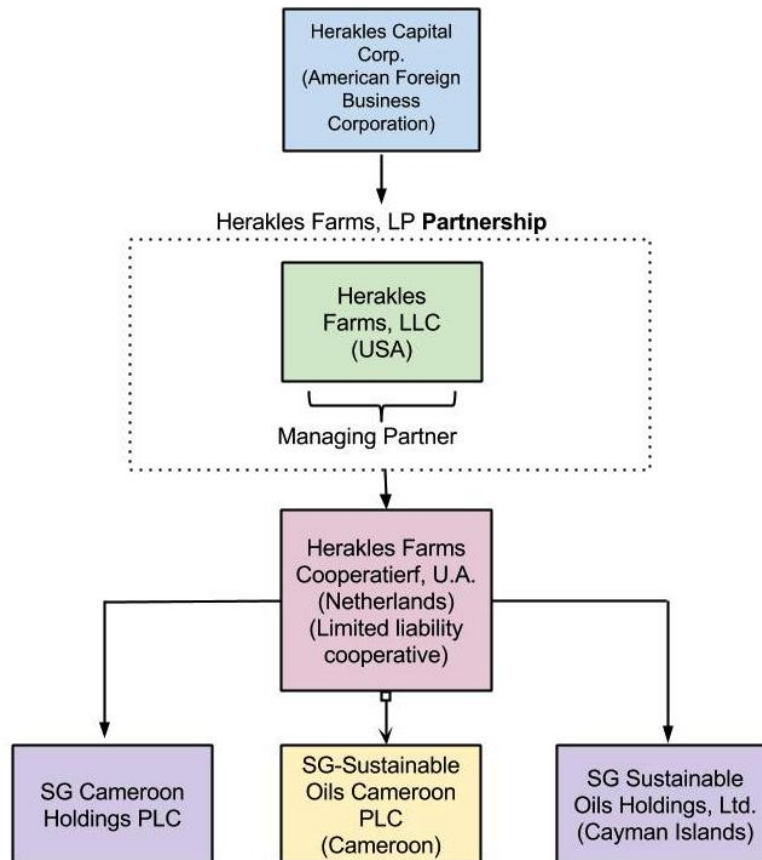 Herakles Capital
Corp.
(American Foreign
Business
Corporation)
Herakles Farms, LP Partnership
Herakles
Farms, LLC
(USA)
Managing Partner
Herakles Farms
Cooperatierf, U.A.
(Netherlands)
(Limited liability
cooperative)
SG Cameroon
Holdings PLC
SG-Sustainable
Oils Cameroon
PLC
(Cameroon)
SG Sustainable
Oils Holdings, Ltd.
(Cayman Islands)